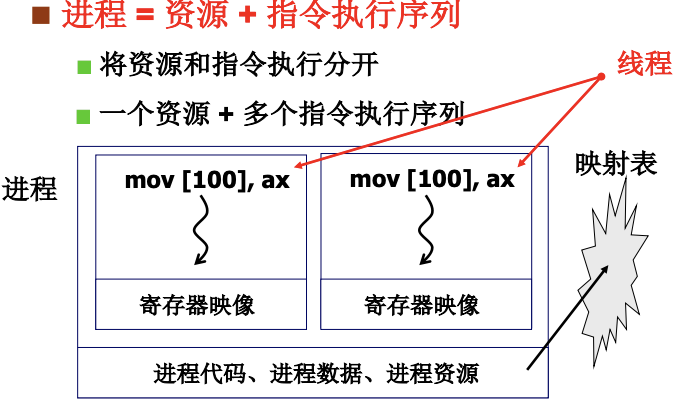 进程 = 资源 + 指令执行序列
将资源和指令执行分开
线程
一个资源 + 多个指令执行序列
映射表
进程
mov [100], ax
mov [100], ax
寄存器映像
寄存器映像
进程代码、进程数据、进程资源